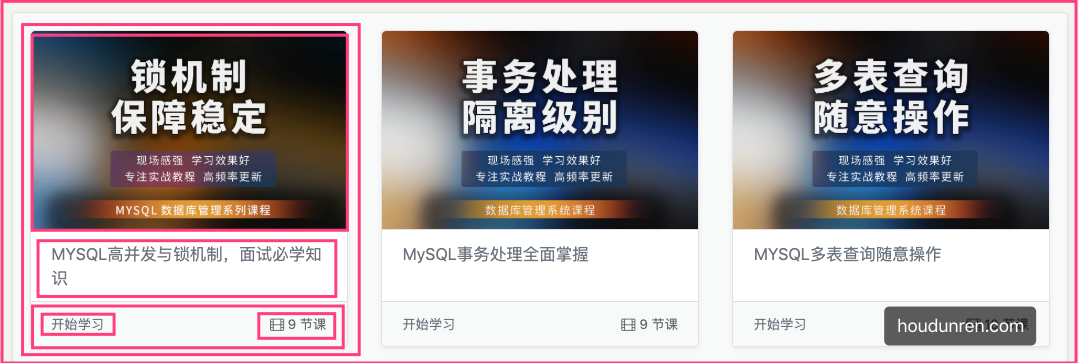 锁机制
保障稳定
现场感强 学习效果好
专注实战教程 高频率更新
MYSQL 数据库管理系列课程
MYSQL高并发与锁机制，面试必学知
识
开始学习
9 节课
事务处理
隔离级别
现场感强 学习效果好
专注实战教程 高频率更新
数据库管理系统课程
MySQL事务处理全面掌握
开始学习
9 节课
多表查询
随意操作
现场感强 学习效果好
专注实战教程 高频率更新
数据库管理系统课程
MYSQL多表查询随意操作
开始学习
houdunren.com